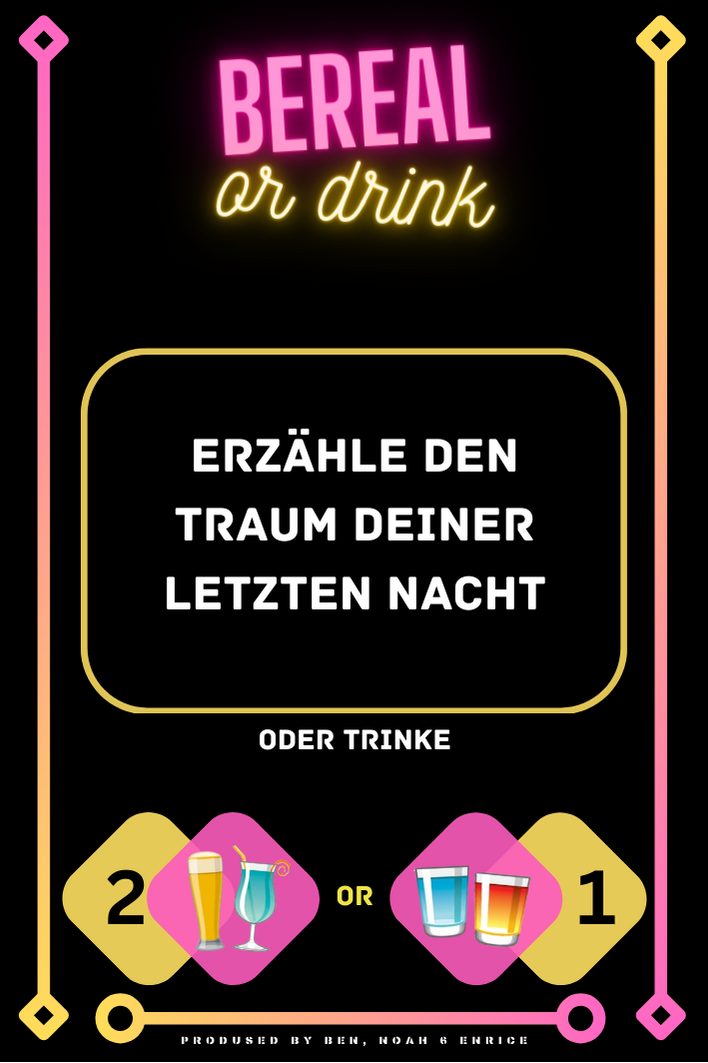 BEREAL
or drink
ERZÄHLE DEN
TRAUM DEINER
LETZTEN NACHT
ODER TRINKE
2 OR 1
PRODUSED BY BEN, NOAH 6 ENRICE